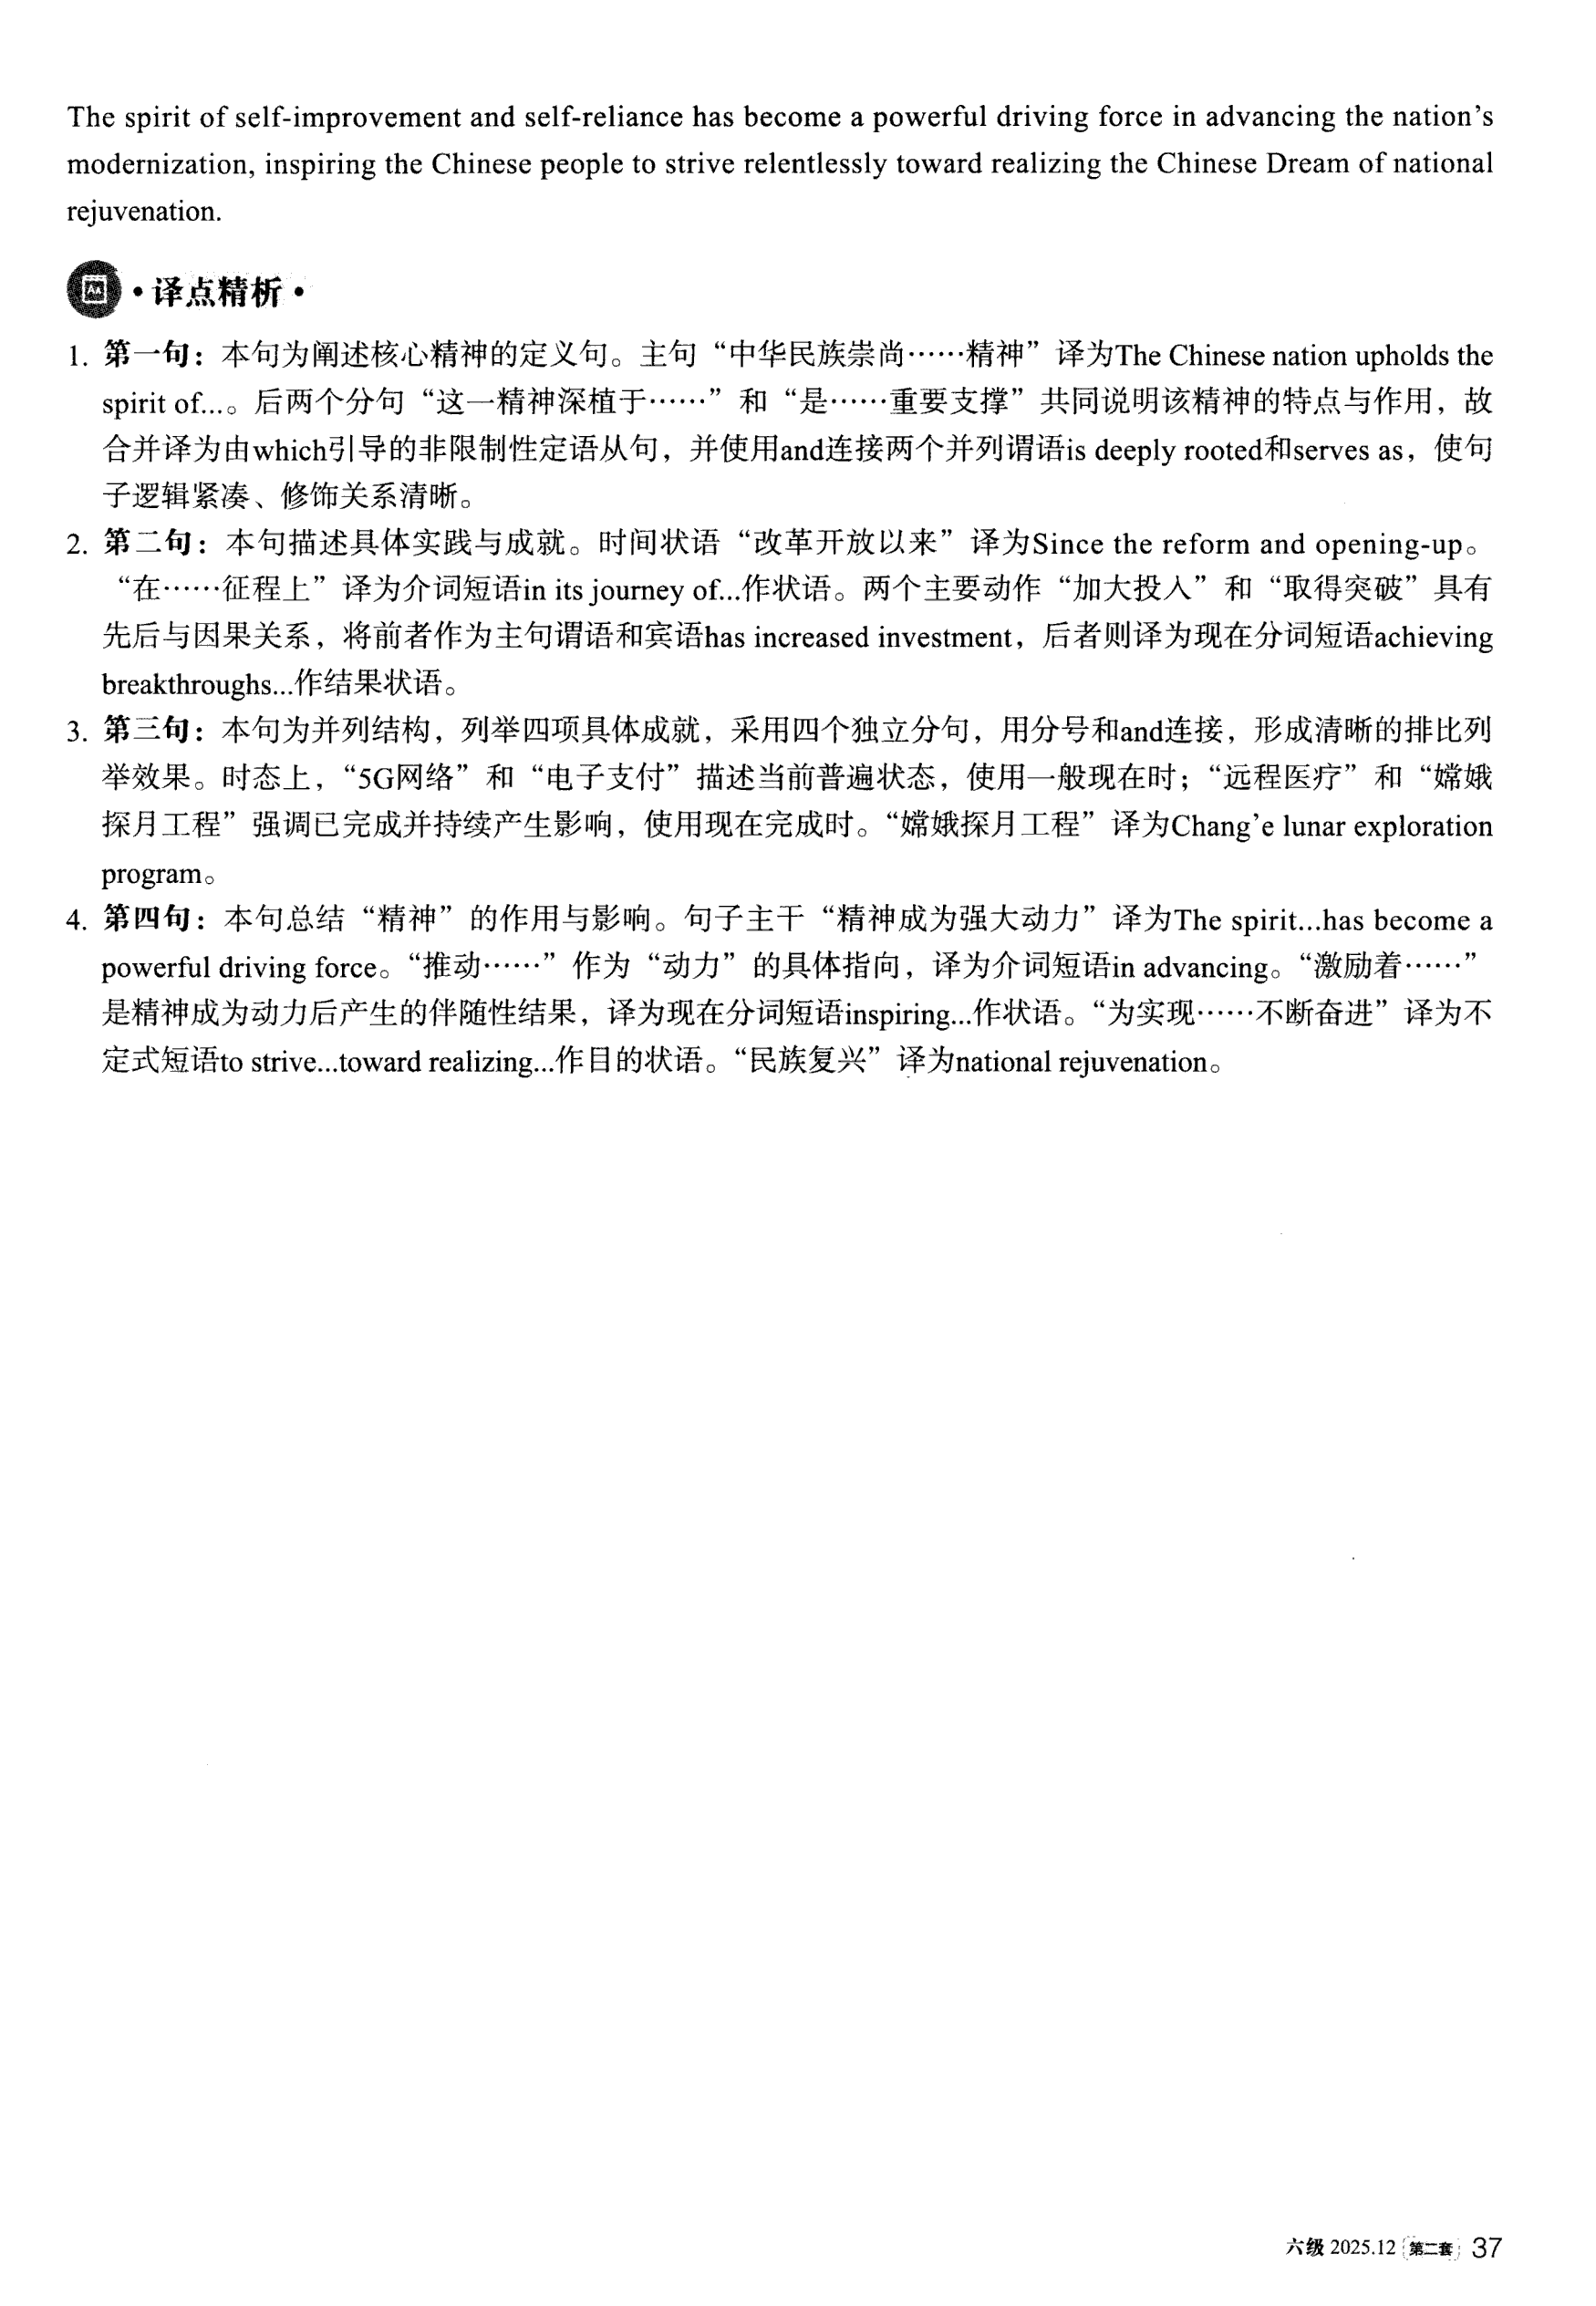 The spirit of self-improvement and self-reliance has become a powerful driving force in advancing the nation's
modernization, inspiring the Chinese people to strive relentlessly toward realizing the Chinese Dream of national
rejuvenation.
Aa
·译点精析·
1. 第一句：本句为阐述核心精神的定义句。主句“中华民族崇尚……精神”译为The Chinese nation upholds the
spirit of...。后两个分句“这一精神深植于……”和“是……重要支撑”共同说明该精神的特点与作用，故
合并译为由which引导的非限制性定语从句，并使用and连接两个并列谓语is deeply rooted和serves as，使句
子逻辑紧凑、修饰关系清晰。
2. 第二句：本句描述具体实践与成就。时间状语“改革开放以来”译为Since the reform and opening-up。
“在……征程上”译为介词短语in its journey of...作状语。两个主要动作“加大投入”和“取得突破”具有
先后与因果关系，将前者作为主句谓语和宾语has increased investment，后者则译为现在分词短语achieving
breakthroughs...作结果状语。
3. 第三句：本句为并列结构，列举四项具体成就，采用四个独立分句，用分号和and连接，形成清晰的排比列
举效果。时态上，“5G网络”和“电子支付”描述当前普遍状态，使用一般现在时；“远程医疗”和“嫦娥
探月工程”强调已完成并持续产生影响，使用现在完成时。“嫦娥探月工程”译为Chang'e lunar exploration
program。
4. 第四句：本句总结“精神”的作用与影响。句子主干“精神成为强大动力”译为The spirit...has become a
powerful driving force。“推动……”作为“动力”的具体指向，译为介词短语in advancing。“激励着……”
是精神成为动力后产生的伴随性结果，译为现在分词短语inspiring...作状语。“为实现……不断奋进”译为不
定式短语to strive...toward realizing...作目的状语。“民族复兴”译为national rejuvenation。
六级 2025.12 第二套 37